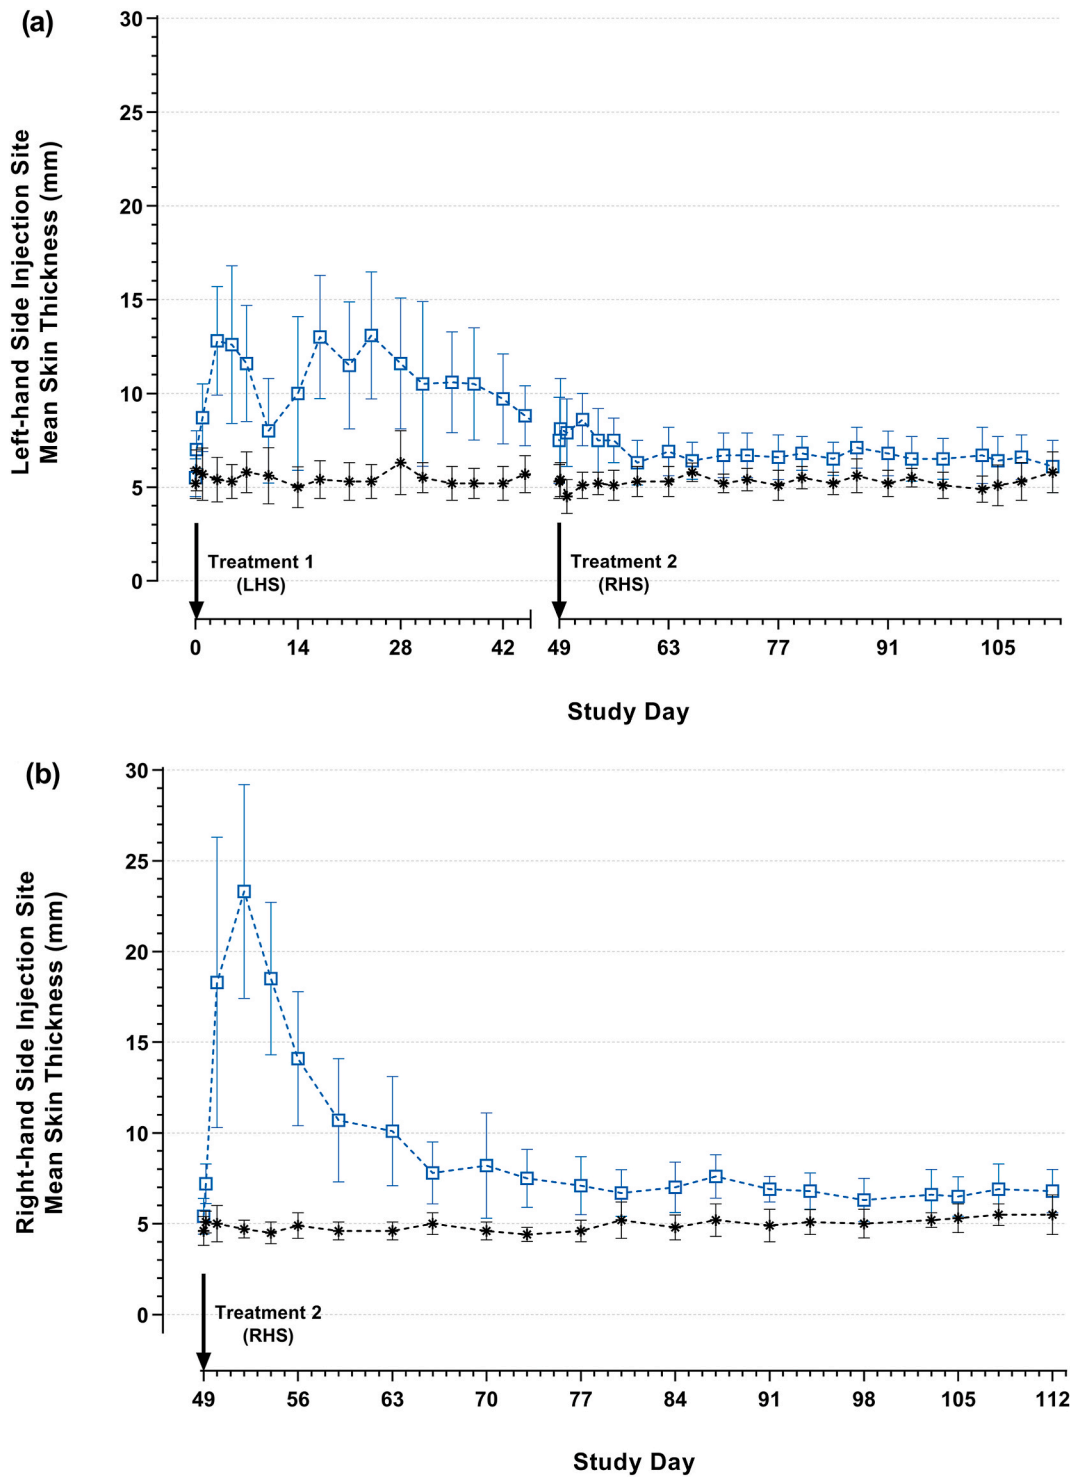 (a)
Left-hand Side Injection Site
Mean Skin Thickness (mm)
30
25
20
15
10
5
0
Treatment 1
(LHS)
Treatment 2
(RHS)
0 14 28 42 49 63 77 91 105
Study Day
(b)
Right-hand Side Injection Site
Mean Skin Thickness (mm)
30
25
20
15
10
5
0
Treatment 2
(RHS)
49 56 63 70 77 84 91 98 105 112
Study Day